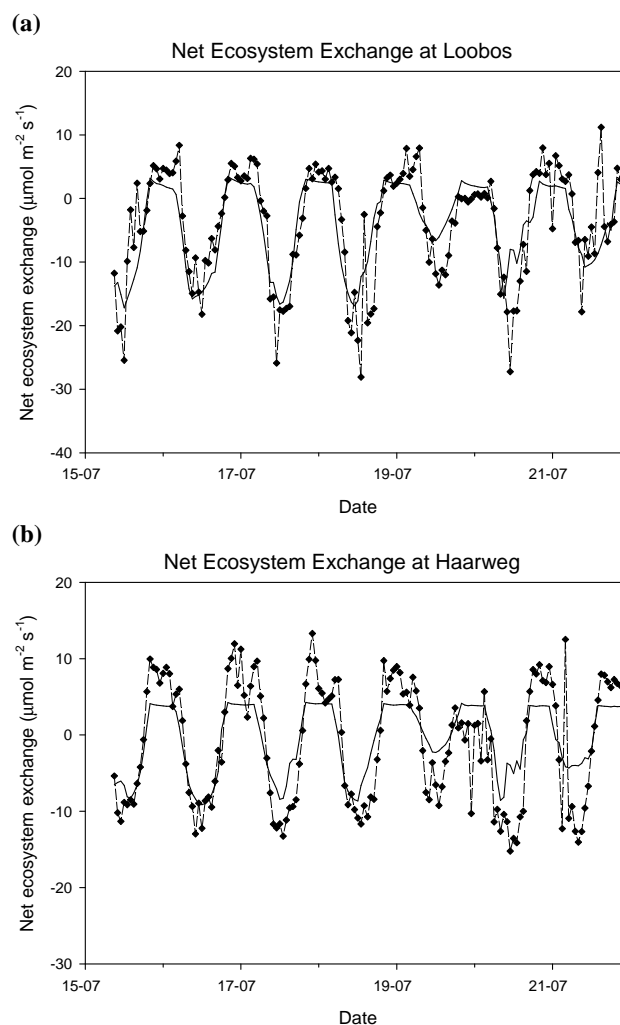 (a)
Net Ecosystem Exchange at Loobos
Net ecosystem exchange (μmol m⁻² s⁻¹)
20
10
0
-10
-20
-30
-40
15-07 17-07 19-07 21-07
Date
(b)
Net Ecosystem Exchange at Haarweg
Net ecosystem exchange (μmol m⁻² s⁻¹)
20
10
0
-10
-20
-30
15-07 17-07 19-07 21-07
Date